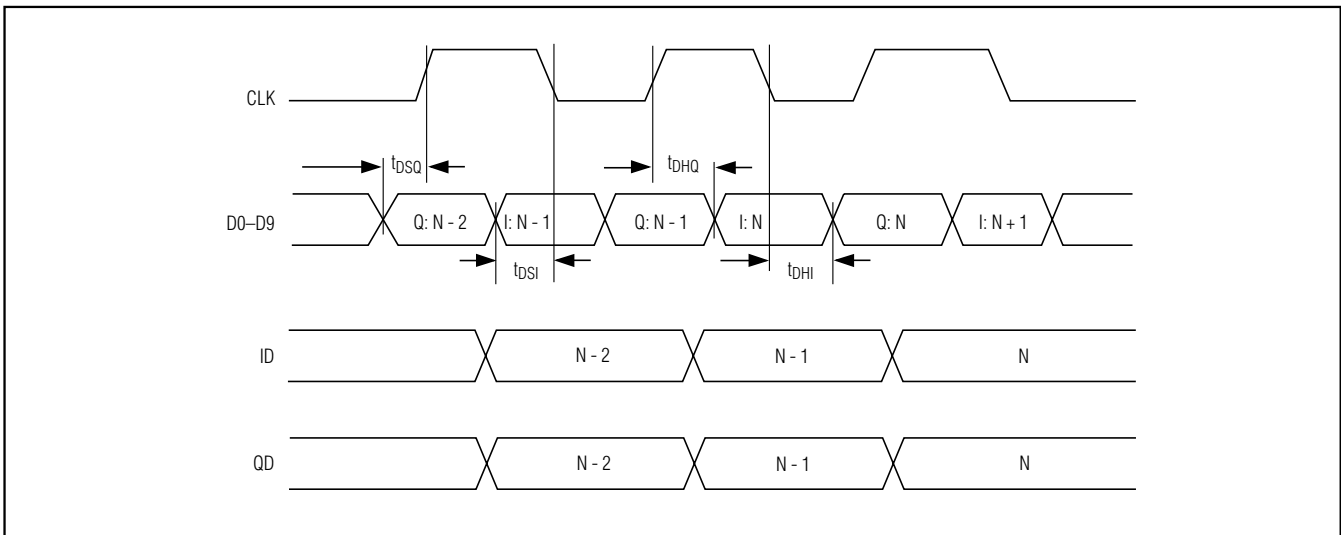 CLK
tDSQ
tDHQ
D0–D9
Q: N - 2
I: N - 1
Q: N - 1
I: N
Q: N
I: N + 1
tDSI
tDHI
ID
N - 2
N - 1
N
QD
N - 2
N - 1
N